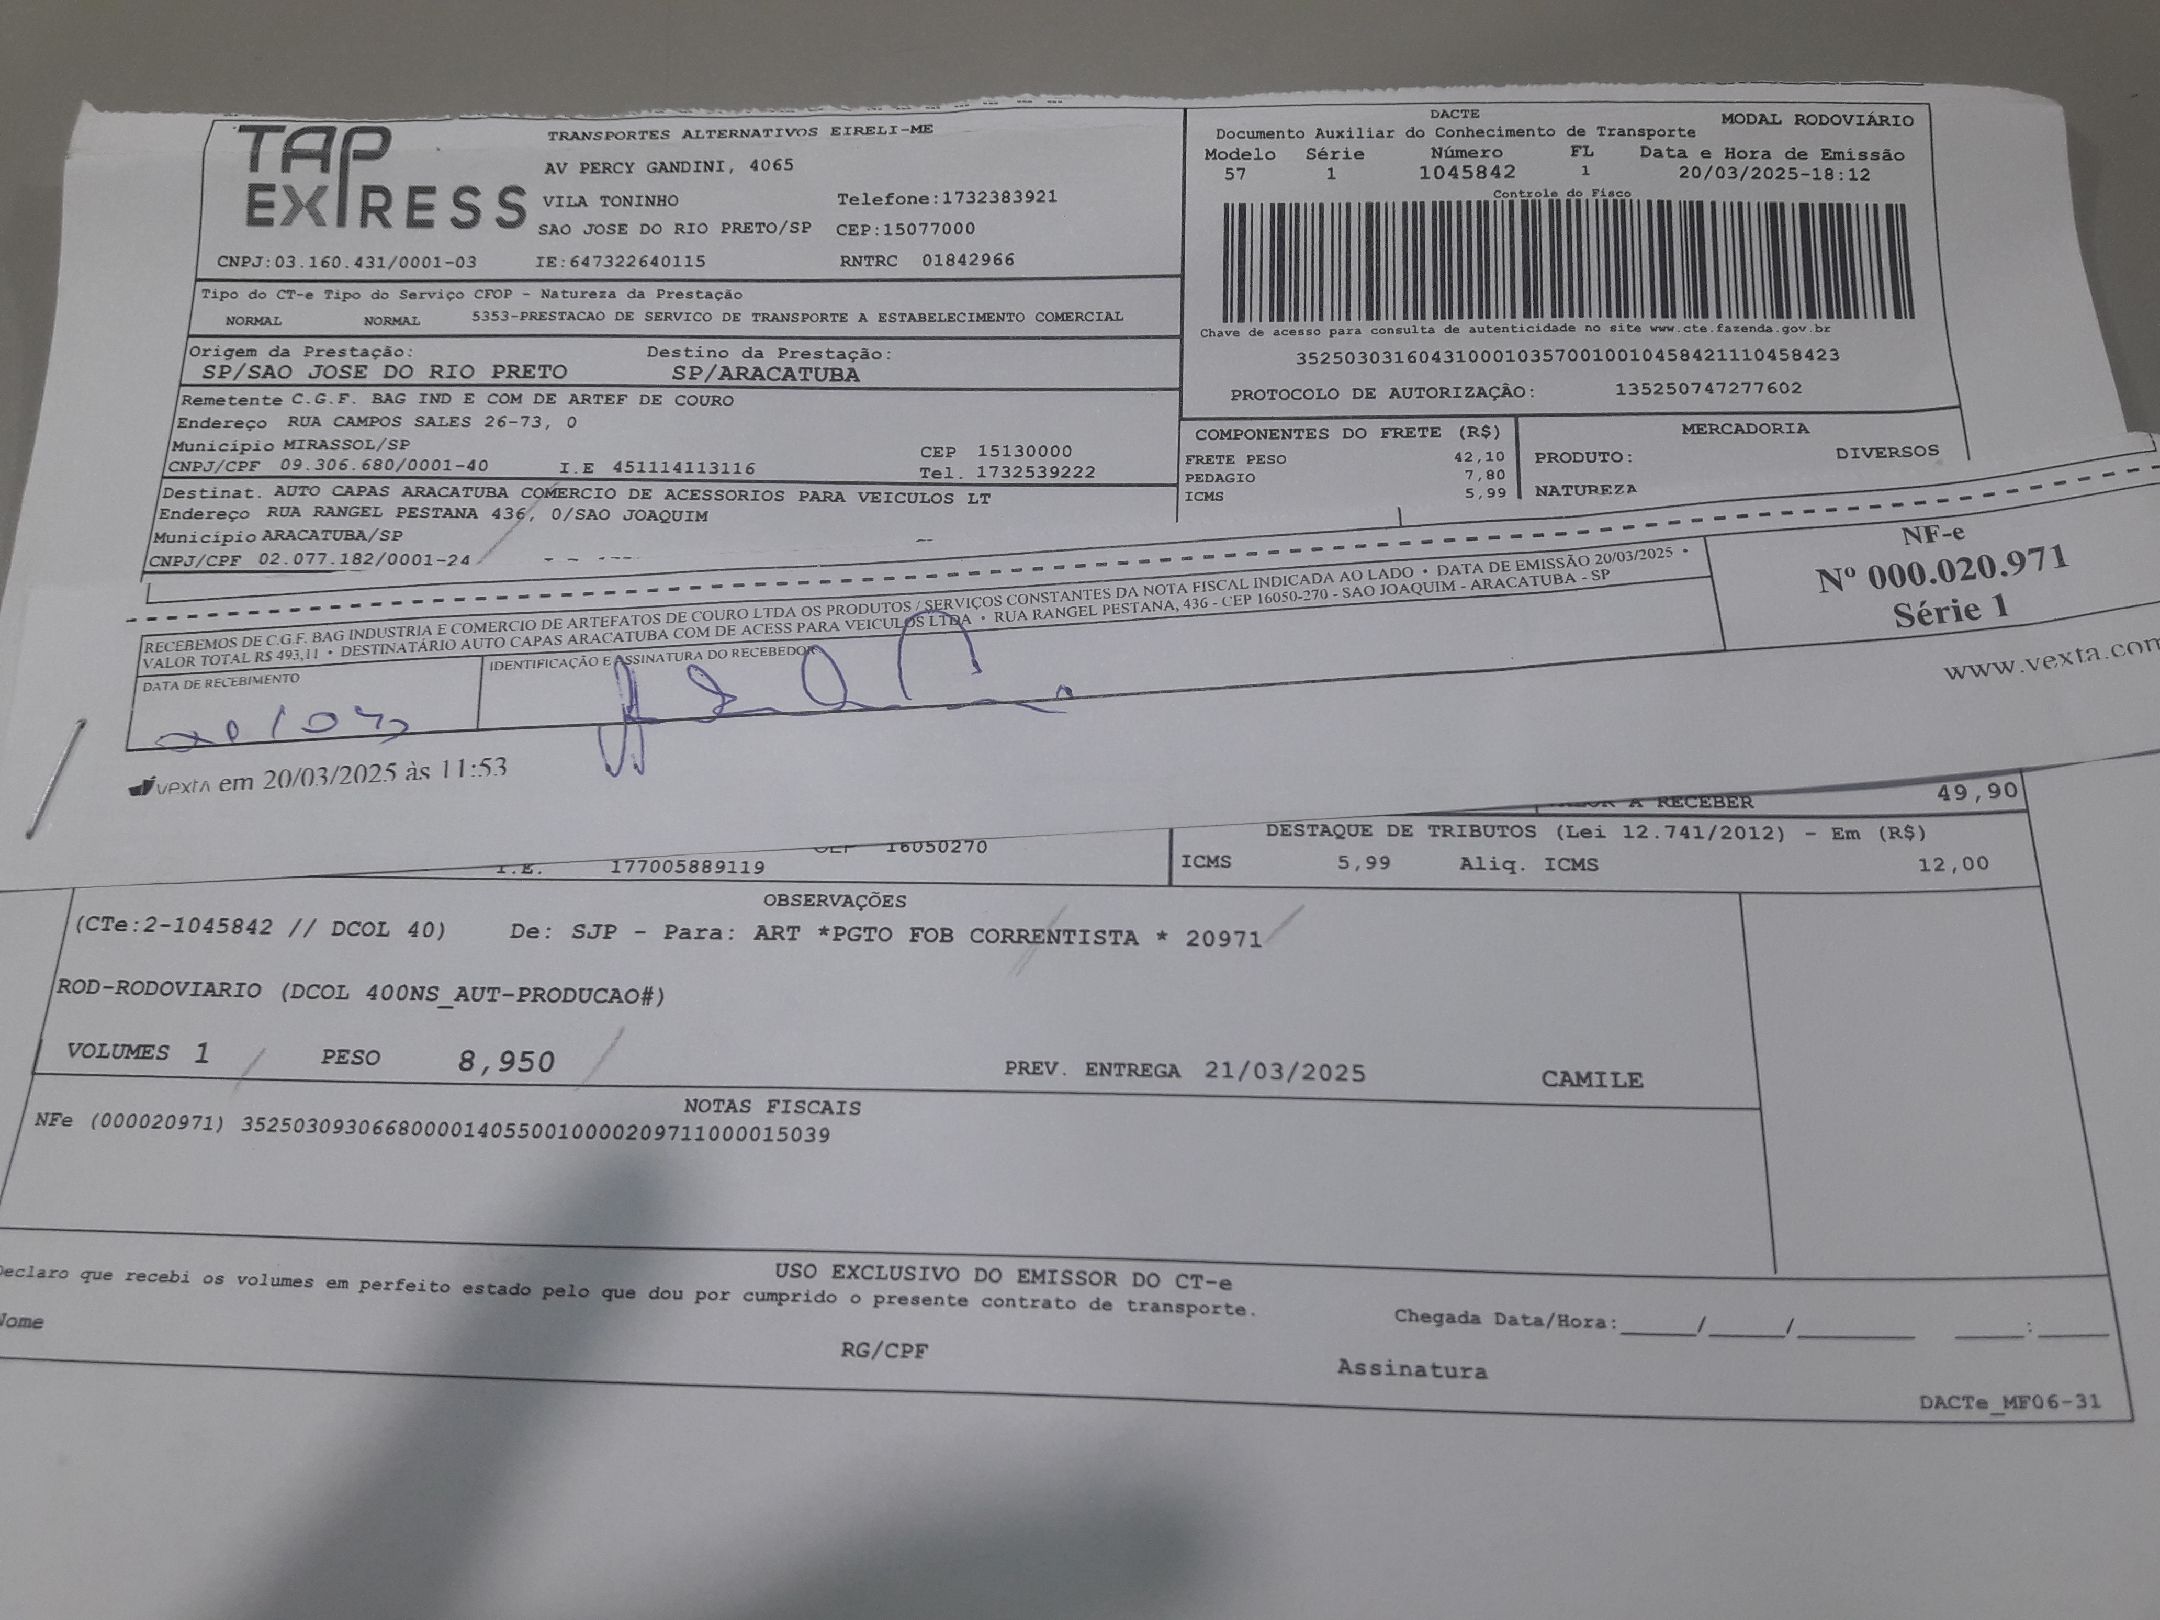 TAP EXPRESS
TRANSPORTES ALTERNATIVOS EIRELI-ME
AV PERCY GANDINI, 4065
VILA TONINHO Telefone:1732383921
SAO JOSE DO RIO PRETO/SP CEP:15077000
CNPJ:03.160.431/0001-03 IE:647322640115 RNTRC 01842966
DACTE MODAL RODOVIÁRIO
Documento Auxiliar do Conhecimento de Transporte
Modelo Série Número FL Data e Hora de Emissão
57 1 1045842 1 20/03/2025-18:12
Controle do Fisco
Chave de acesso para consulta de autenticidade no site www.cte.fazenda.gov.br
35250303160431000103570010010458421110458423
PROTOCOLO DE AUTORIZAÇÃO: 135250747277602
Tipo do CT-e Tipo do Serviço CFOP - Natureza da Prestação
NORMAL NORMAL 5353-PRESTACAO DE SERVICO DE TRANSPORTE A ESTABELECIMENTO COMERCIAL
Origem da Prestação: Destino da Prestação:
SP/SAO JOSE DO RIO PRETO SP/ARACATUBA
Remetente C.G.F. BAG IND E COM DE ARTEF DE COURO
Endereço RUA CAMPOS SALES 26-73, 0
Município MIRASSOL/SP CEP 15130000
CNPJ/CPF 09.306.680/0001-40 I.E 451114113116 Tel. 1732539222
Destinat. AUTO CAPAS ARACATUBA COMERCIO DE ACESSORIOS PARA VEICULOS LT
Endereço RUA RANGEL PESTANA 436, 0/SAO JOAQUIM
Município ARACATUBA/SP
CNPJ/CPF 02.077.182/0001-24
COMPONENTES DO FRETE (R$) MERCADORIA
FRETE PESO 42,10 PRODUTO: DIVERSOS
PEDAGIO 7,80 NATUREZA
ICMS 5,99
RECEBEMOS DE C.G.F. BAG INDUSTRIA E COMERCIO DE ARTEFATOS DE COURO LTDA OS PRODUTOS / SERVIÇOS CONSTANTES DA NOTA FISCAL INDICADA AO LADO • DATA DE EMISSÃO 20/03/2025 •
VALOR TOTAL R$ 493,11 • DESTINATÁRIO AUTO CAPAS ARACATUBA COM DE ACESS PARA VEICULOS LTDA • RUA RANGEL PESTANA, 436 - CEP 16050-270 - SAO JOAQUIM - ARACATUBA - SP
NF-e
Nº 000.020.971
Série 1
DATA DE RECEBIMENTO IDENTIFICAÇÃO E ASSINATURA DO RECEBEDOR
www.vexta.com
vexta em 20/03/2025 às 11:53
A RECEBER 49,90
CEP 16050270
I.E. 177005889119
DESTAQUE DE TRIBUTOS (Lei 12.741/2012) - Em (R$)
ICMS 5,99 Aliq. ICMS 12,00
OBSERVAÇÕES
(CTe:2-1045842 // DCOL 40) De: SJP - Para: ART *PGTO FOB CORRENTISTA * 20971
ROD-RODOVIARIO (DCOL 400NS_AUT-PRODUCAO#)
VOLUMES 1 PESO 8,950 PREV. ENTREGA 21/03/2025 CAMILE
NOTAS FISCAIS
NFe (000020971) 35250309306680000140550010000209711000015039
USO EXCLUSIVO DO EMISSOR DO CT-e
Declaro que recebi os volumes em perfeito estado pelo que dou por cumprido o presente contrato de transporte.
Nome RG/CPF Assinatura
Chegada Data/Hora:_____/_____/________ _____:_____
DACTe_MF06-31